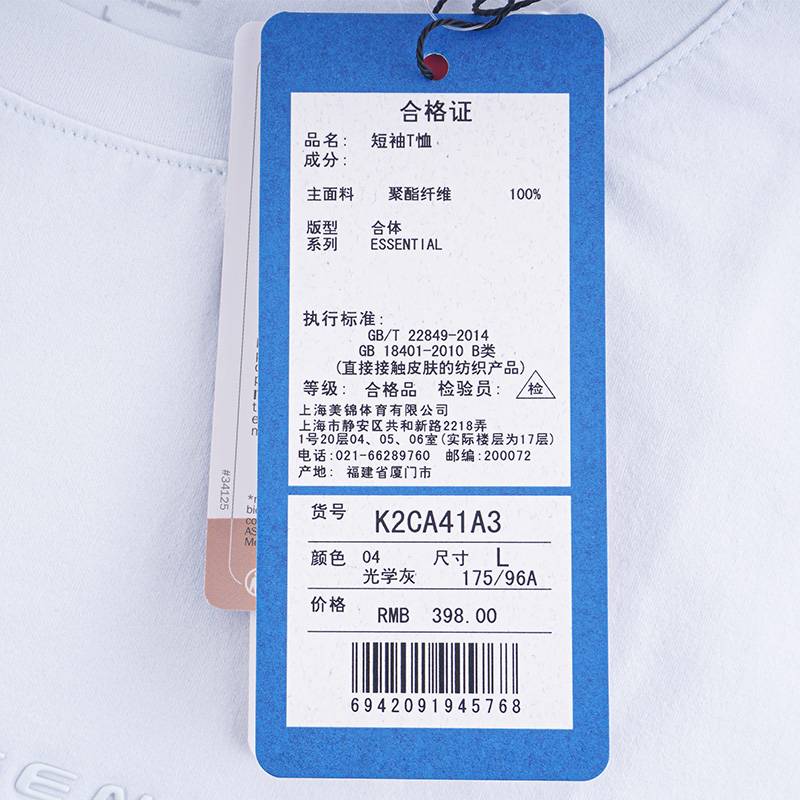 合格证
品名: 短袖T恤
成分:
主面料 聚酯纤维 100%
版型 合体
系列 ESSENTIAL
执行标准:
GB/T 22849-2014
GB 18401-2010 B类
(直接接触皮肤的纺织产品)
等级: 合格品 检验员: 检
上海美锦体育有限公司
上海市静安区共和新路2218弄
1号20层04、05、06室(实际楼层为17层)
电话:021-66289760 邮编:200072
产地: 福建省厦门市
货号 K2CA41A3
颜色 04 尺寸 L
光学灰 175/96A
价格 RMB 398.00
6942091945768
#34125